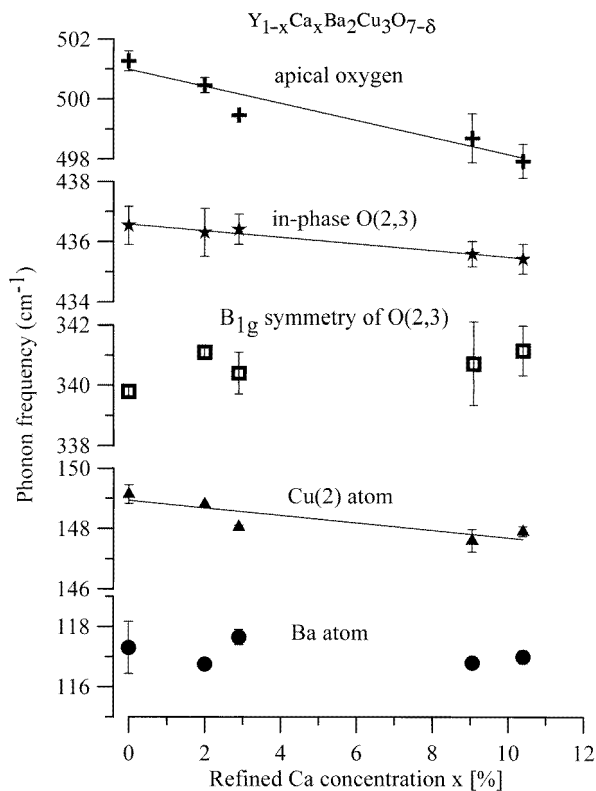 Y1-xCaxBa2Cu3O7-δ
502
apical oxygen
500
498
438
in-phase O(2,3)
436
434
B1g symmetry of O(2,3)
342
340
338
150
Cu(2) atom
148
146
118
Ba atom
116
Phonon frequency (cm-1)
0 2 4 6 8 10 12
Refined Ca concentration x [%]